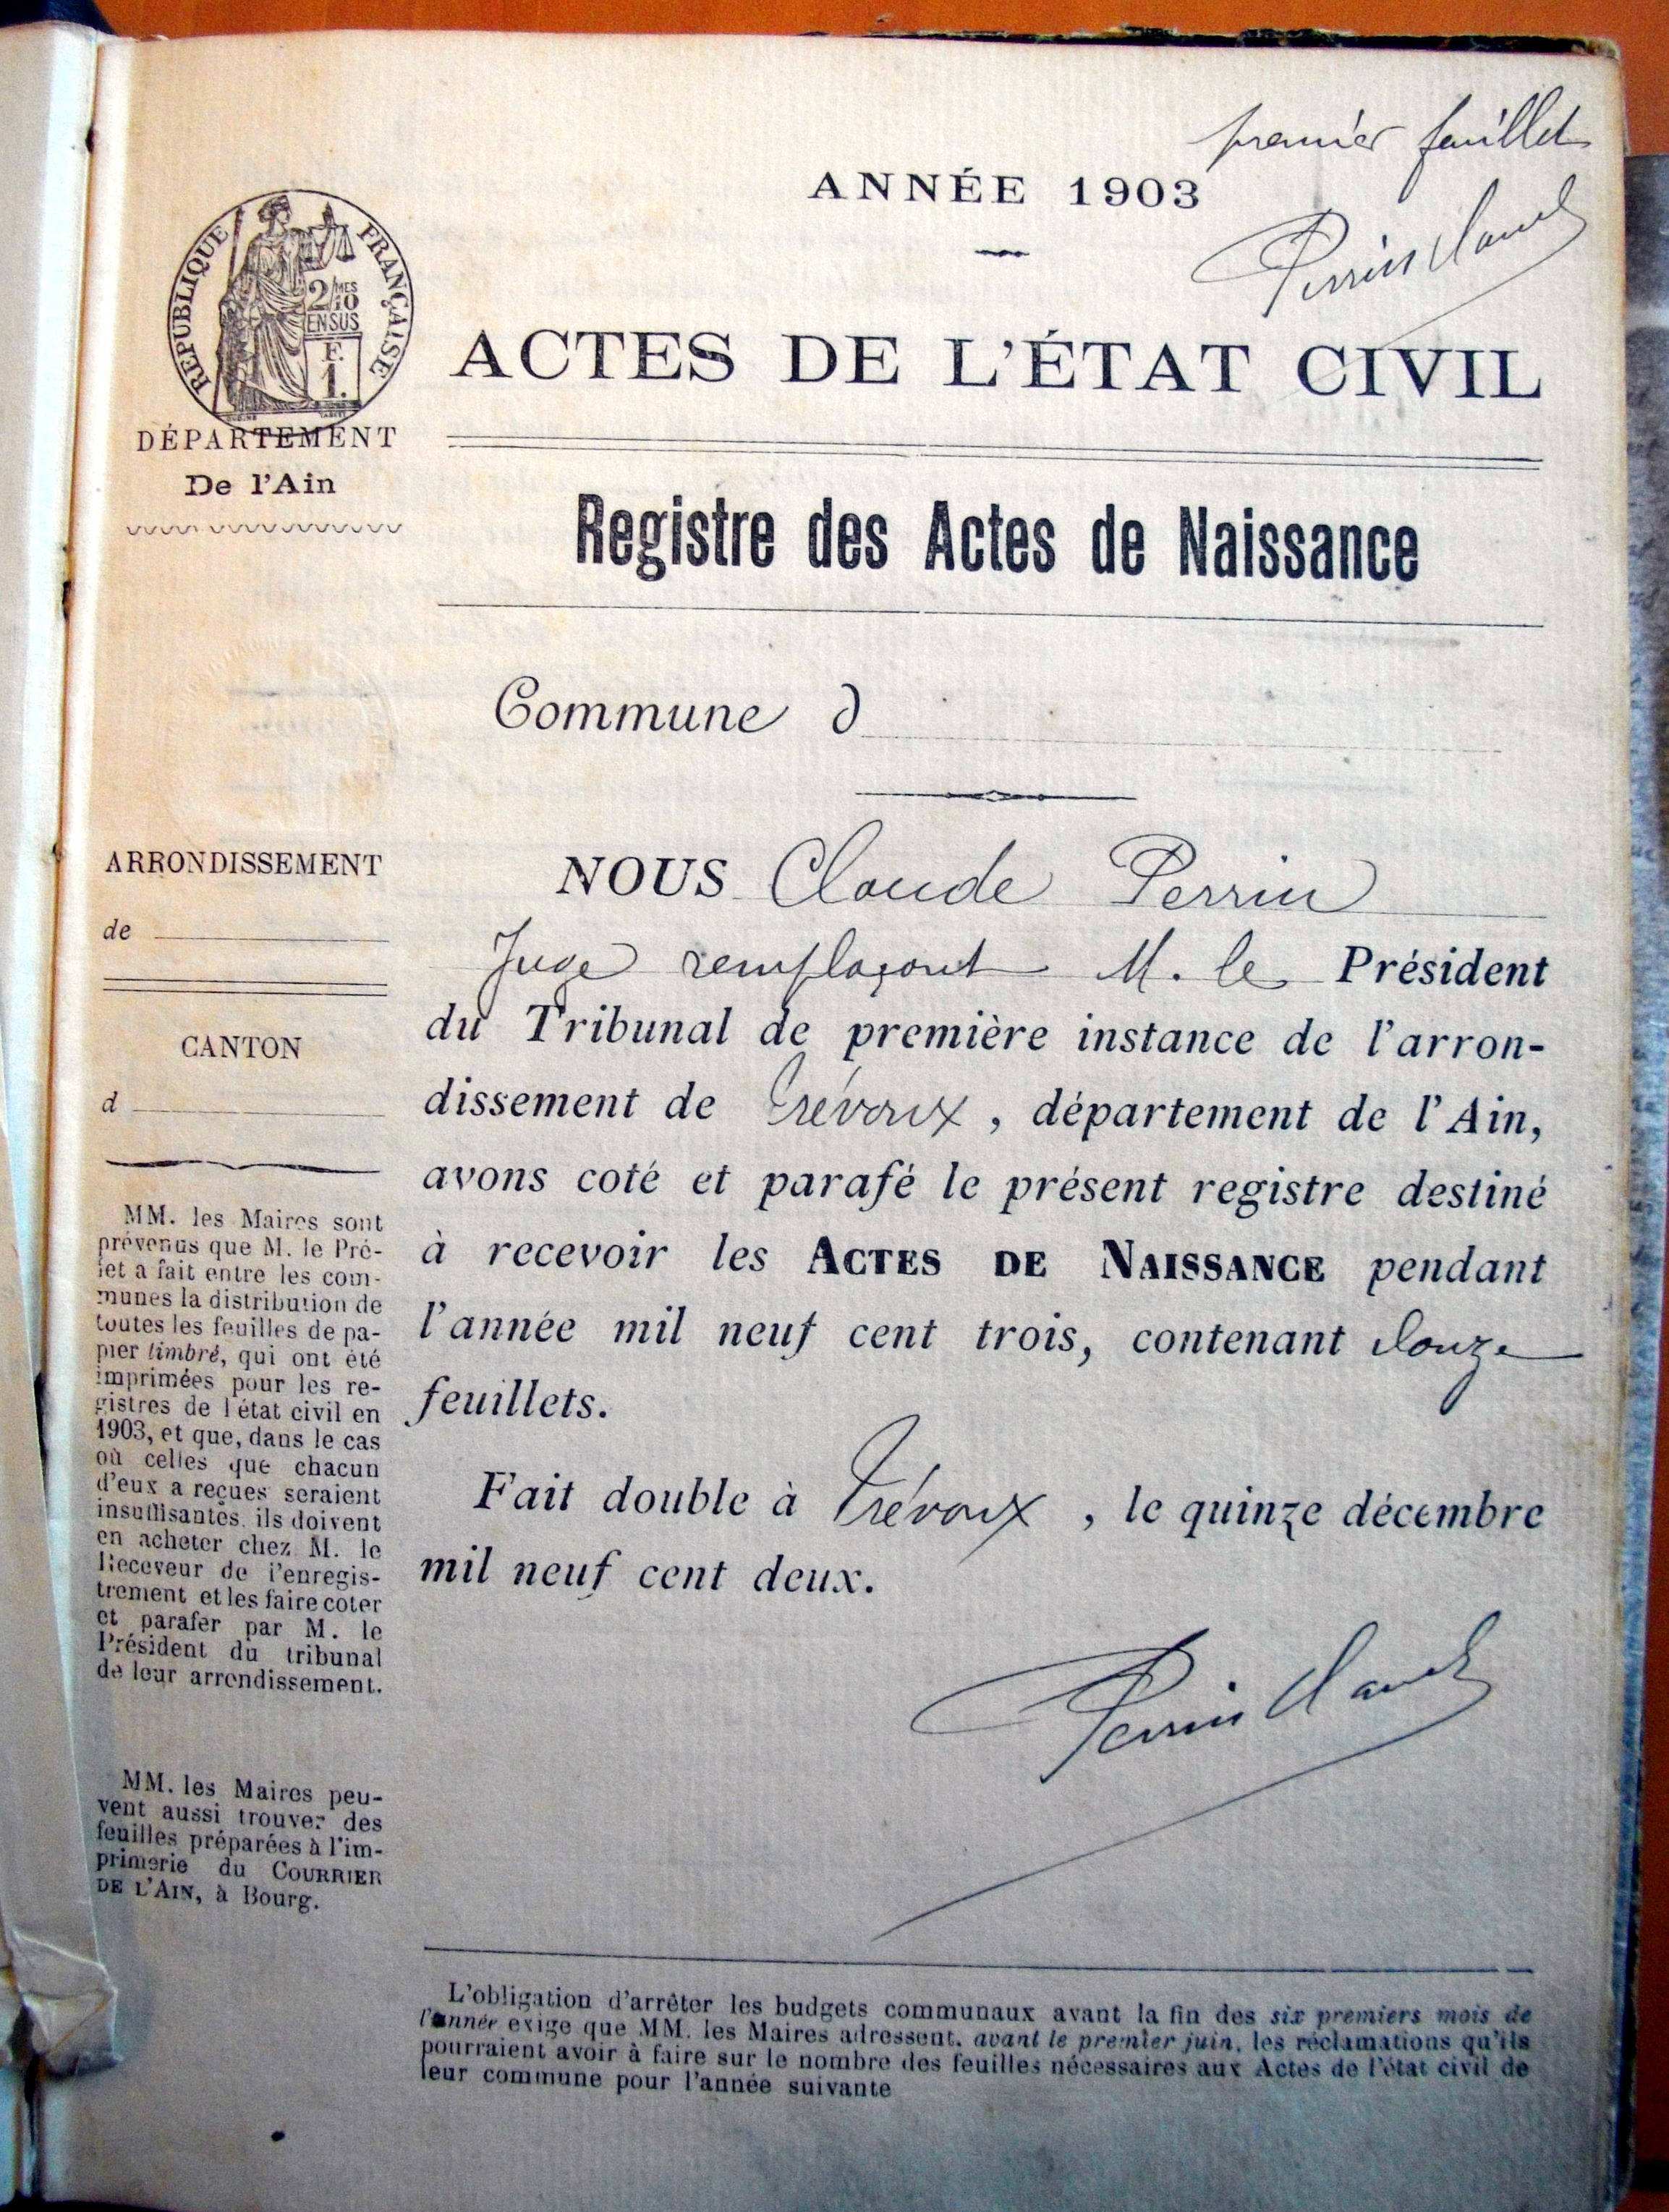 premier feuillet
ANNÉE 1903
Perrin Claude
RÉPUBLIQUE FRANÇAISE
2/10 MES
EN SUS
F.
1.
ACTES DE L'ÉTAT CIVIL
DÉPARTEMENT
De l'Ain
Registre des Actes de Naissance
Commune d
ARRONDISSEMENT
de
CANTON
d
MM. les Maires sont
prévenus que M. le Pré-
fet a fait entre les com-
munes la distribution de
toutes les feuilles de pa-
pier timbré, qui ont été
imprimées pour les re-
gistres de l'état civil en
1903, et que, dans le cas
où celles que chacun
d'eux a reçues seraient
insuffisantes, ils doivent
en acheter chez M. le
Receveur de l'enregis-
trement et les faire coter
et parafer par M. le
Président du tribunal
de leur arrondissement.
MM. les Maires peu-
vent aussi trouver des
feuilles préparées à l'im-
primerie du COURRIER
DE L'AIN, à Bourg.
NOUS Claude Perrin
Juge remplaçant M. le Président
du Tribunal de première instance de l'arron-
dissement de Trévoux, département de l'Ain,
avons coté et parafé le présent registre destiné
à recevoir les ACTES DE NAISSANCE pendant
l'année mil neuf cent trois, contenant douze
feuillets.
Fait double à Trévoux, le quinze décembre
mil neuf cent deux.
Perrin Claude
L'obligation d'arrêter les budgets communaux avant la fin des six premiers mois de
l'année exige que MM. les Maires adressent, avant le premier juin, les réclamations qu'ils
pourraient avoir à faire sur le nombre des feuilles nécessaires aux Actes de l'état civil de
leur commune pour l'année suivante